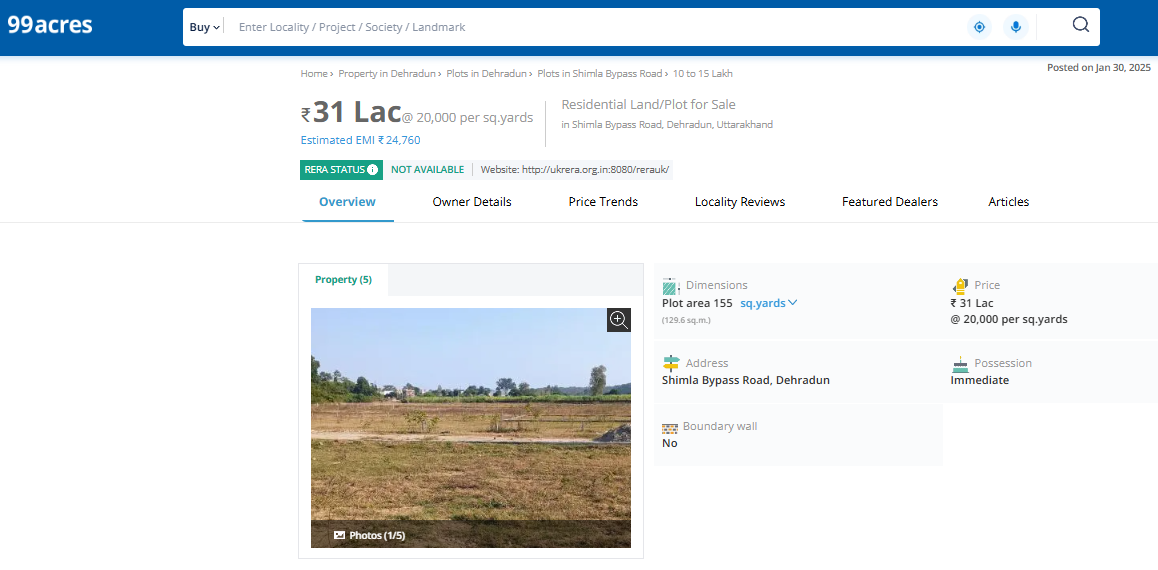 99acres
Buy
Enter Locality / Project / Society / Landmark
Posted on Jan 30, 2025
Home › Property in Dehradun › Plots in Dehradun › Plots in Shimla Bypass Road › 10 to 15 Lakh
₹31 Lac @ 20,000 per sq.yards
Residential Land/Plot for Sale
in Shimla Bypass Road, Dehradun, Uttarakhand
Estimated EMI ₹ 24,760
RERA STATUS NOT AVAILABLE Website: http://ukrera.org.in:8080/rerauk/
Overview Owner Details Price Trends Locality Reviews Featured Dealers Articles
Property (5)
Photos (1/5)
Dimensions
Plot area 155 sq.yards
(129.6 sq.m.)
Price
₹ 31 Lac
@ 20,000 per sq.yards
Address
Shimla Bypass Road, Dehradun
Possession
Immediate
Boundary wall
No